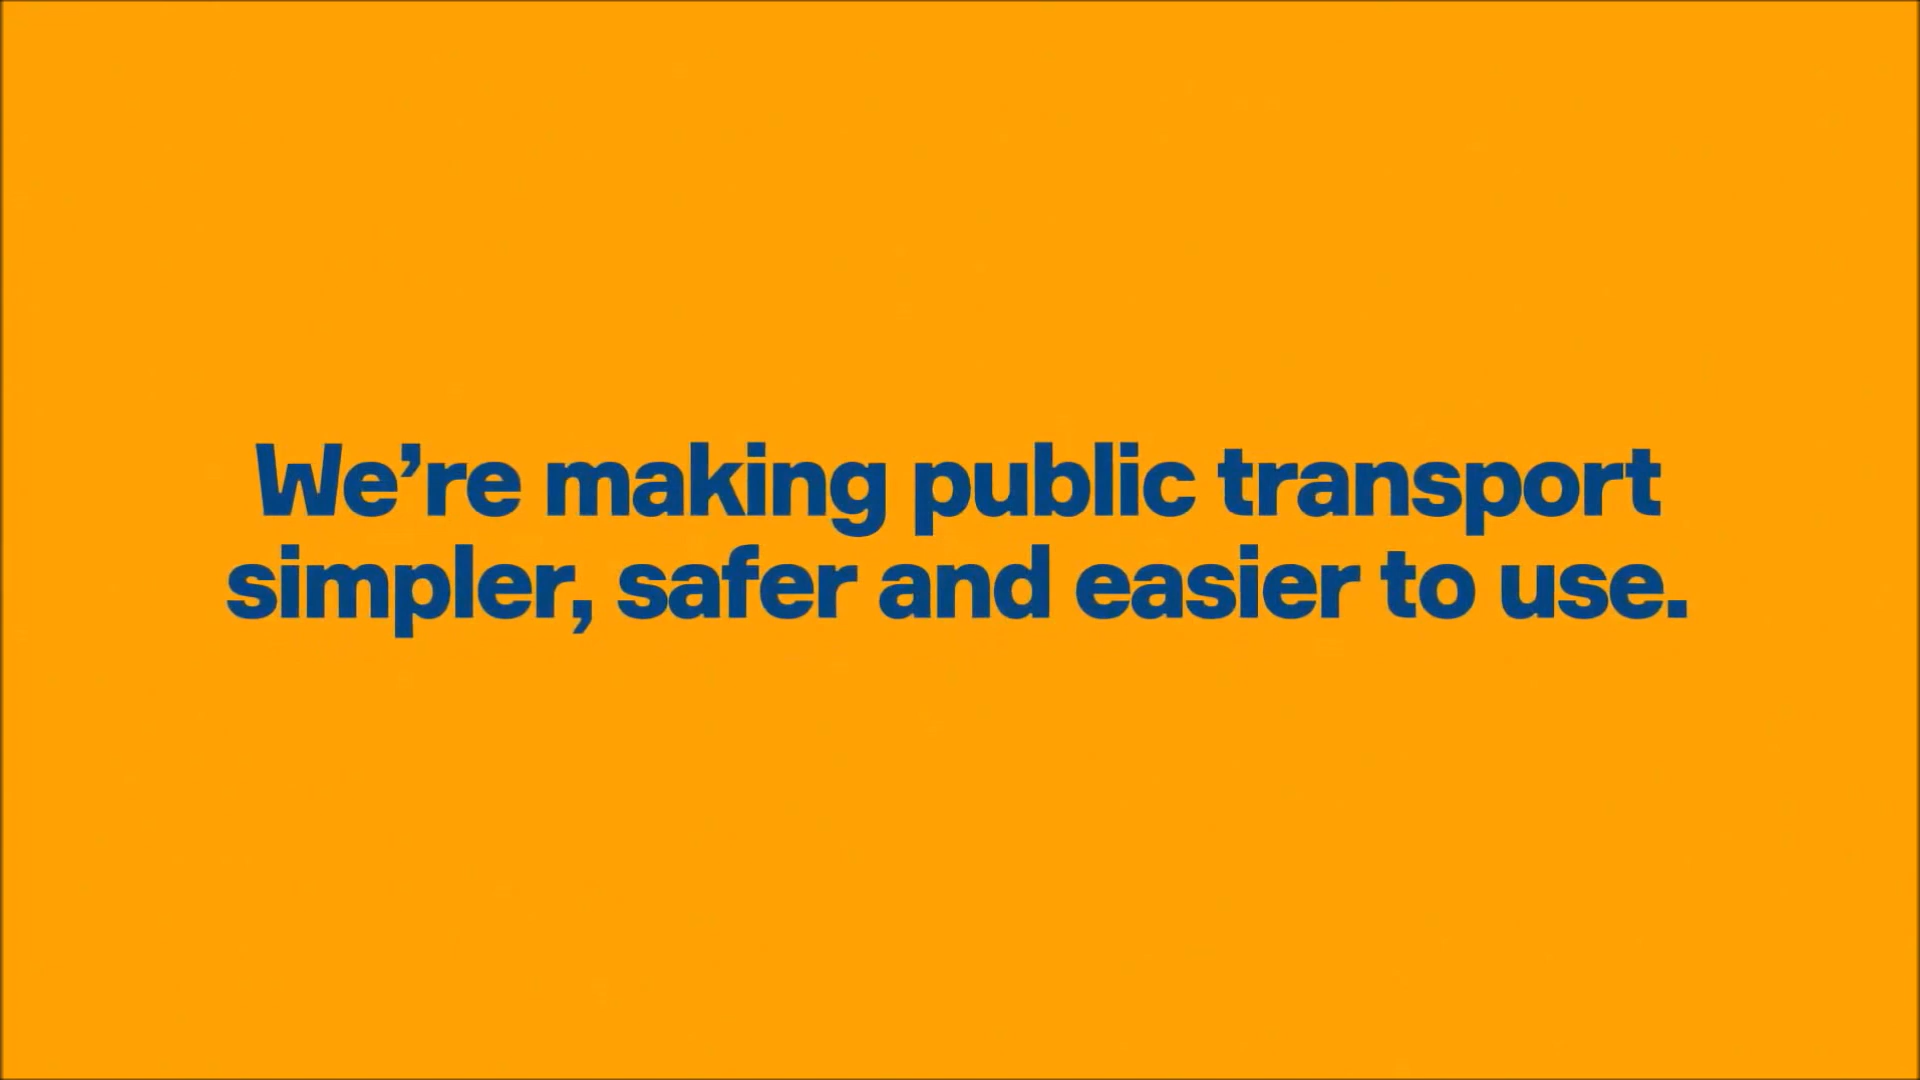 We’re making public transport
simpler, safer and easier to use.